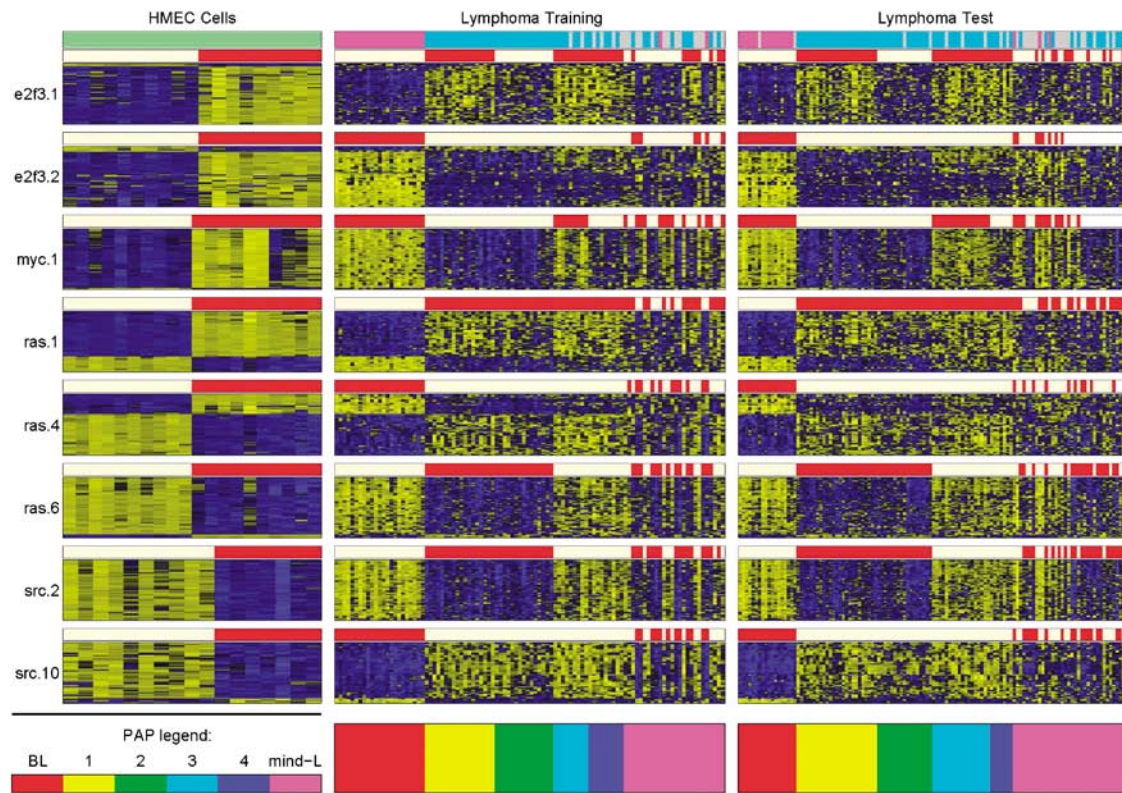 HMEC Cells
Lymphoma Training
Lymphoma Test
e2f3.1
e2f3.2
myc.1
ras.1
ras.4
ras.6
src.2
src.10
PAP legend:
BL 1 2 3 4 mind-L